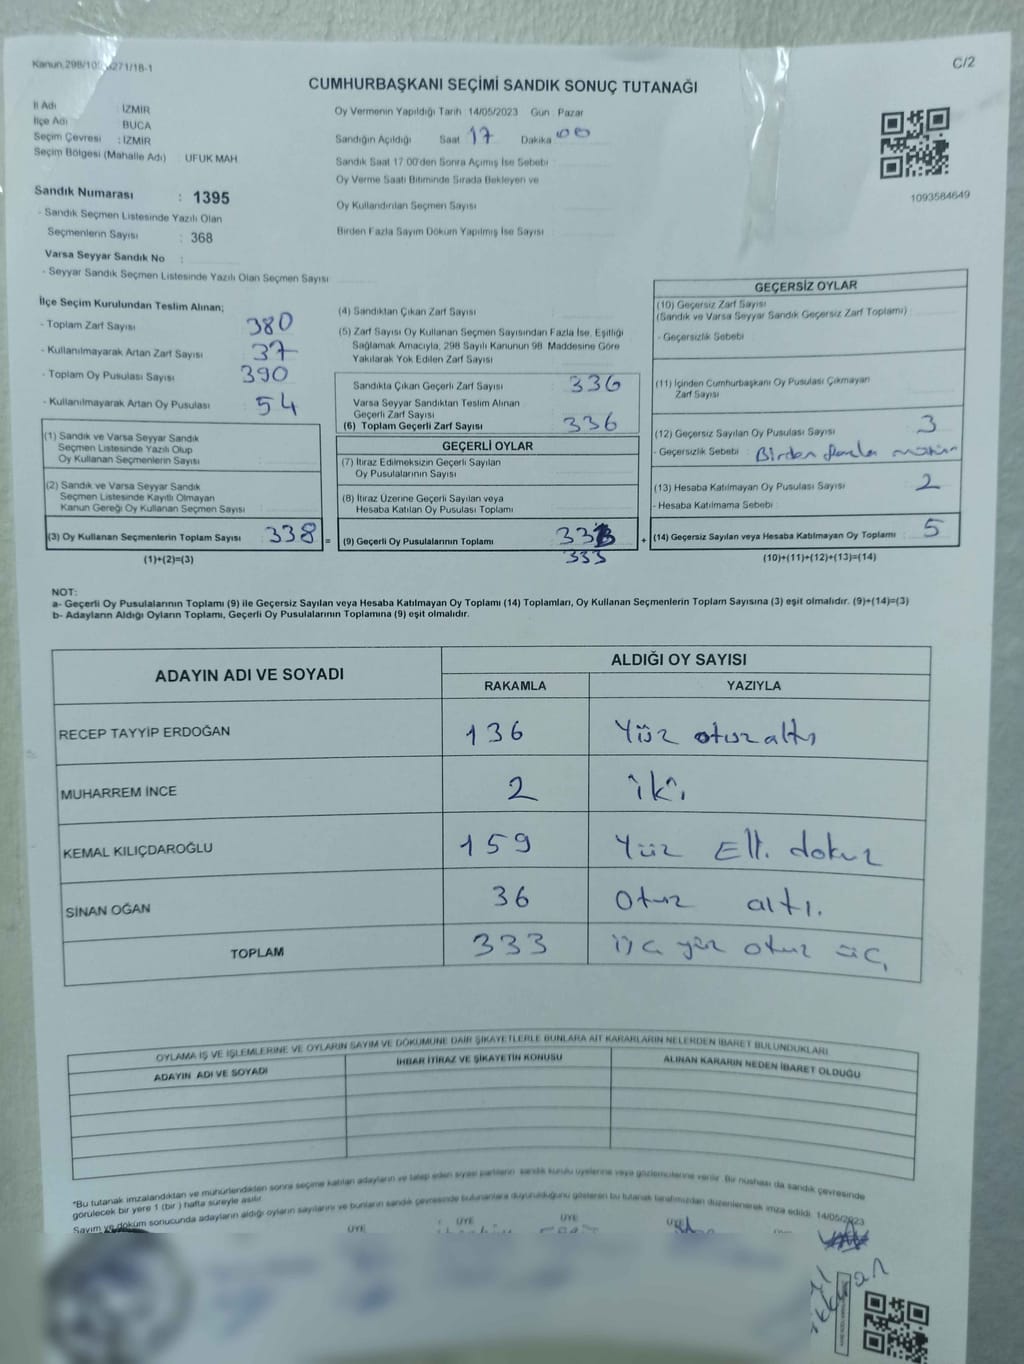 Kanun.298/105 6271/18-1
C/2
CUMHURBAŞKANI SEÇİMİ SANDIK SONUÇ TUTANAĞI
İl Adı : İZMİR
İlçe Adı : BUCA
Seçim Çevresi : İZMİR
Seçim Bölgesi (Mahalle Adı) : UFUK MAH
Oy Vermenin Yapıldığı Tarih 14/05/2023 Gün : Pazar
Sandığın Açıldığı Saat 17 Dakika 00
Sandık Saat 17.00'den Sonra Açılmış İse Sebebi :
Oy Verme Saati Bitiminde Sırada Bekleyen ve
Oy Kullandırılan Seçmen Sayısı :
Birden Fazla Sayım Döküm Yapılmış İse Sayısı :
1093584649
Sandık Numarası : 1395
- Sandık Seçmen Listesinde Yazılı Olan
Seçmenlerin Sayısı : 368
Varsa Seyyar Sandık No :
- Seyyar Sandık Seçmen Listesinde Yazılı Olan Seçmen Sayısı
İlçe Seçim Kurulundan Teslim Alınan;
- Toplam Zarf Sayısı : 380
- Kullanılmayarak Artan Zarf Sayısı : 37
- Toplam Oy Pusulası Sayısı : 390
- Kullanılmayarak Artan Oy Pusulası : 54
(1) Sandık ve Varsa Seyyar Sandık
Seçmen Listesinde Yazılı Olup
Oy Kullanan Seçmenlerin Sayısı :
(2) Sandık ve Varsa Seyyar Sandık
Seçmen Listesinde Kayıtlı Olmayan
Kanun Gereği Oy Kullanan Seçmen Sayısı :
(3) Oy Kullanan Seçmenlerin Toplam Sayısı : 338
(1)+(2)=(3)
(4) Sandıktan Çıkan Zarf Sayısı :
(5) Zarf Sayısı Oy Kullanan Seçmen Sayısından Fazla İse, Eşitliği
Sağlamak Amacıyla, 298 Sayılı Kanunun 98. Maddesine Göre
Yakılarak Yok Edilen Zarf Sayısı :
Sandıkta Çıkan Geçerli Zarf Sayısı : 336
Varsa Seyyar Sandıktan Teslim Alınan
Geçerli Zarf Sayısı :
(6) Toplam Geçerli Zarf Sayısı : 336
GEÇERLİ OYLAR
(7) İtiraz Edilmeksizin Geçerli Sayılan
Oy Pusulalarının Sayısı :
(8) İtiraz Üzerine Geçerli Sayılan veya
Hesaba Katılan Oy Pusulası Toplamı :
= (9) Geçerli Oy Pusulalarının Toplamı : 333 +
333
GEÇERSİZ OYLAR
(10) Geçersiz Zarf Sayısı
(Sandık ve Varsa Seyyar Sandık Geçersiz Zarf Toplamı) :
- Geçersizlik Sebebi :
(11) İçinden Cumhurbaşkanı Oy Pusulası Çıkmayan
Zarf Sayısı :
(12) Geçersiz Sayılan Oy Pusulası Sayısı : 3
- Geçersizlik Sebebi : Birden fazla mühür
(13) Hesaba Katılmayan Oy Pusulası Sayısı : 2
- Hesaba Katılmama Sebebi :
(14) Geçersiz Sayılan veya Hesaba Katılmayan Oy Toplamı : 5
(10)+(11)+(12)+(13)=(14)
NOT:
a- Geçerli Oy Pusulalarının Toplamı (9) ile Geçersiz Sayılan veya Hesaba Katılmayan Oy Toplamı (14) Toplamları, Oy Kullanan Seçmenlerin Toplam Sayısına (3) eşit olmalıdır. (9)+(14)=(3)
b- Adayların Aldığı Oyların Toplamı, Geçerli Oy Pusulalarının Toplamına (9) eşit olmalıdır.
ADAYIN ADI VE SOYADI
ALDIĞI OY SAYISI
RAKAMLA YAZIYLA
RECEP TAYYİP ERDOĞAN 136 Yüz otuz altı
MUHARREM İNCE 2 iki
KEMAL KILIÇDAROĞLU 159 Yüz Elli dokuz
SİNAN OĞAN 36 Otuz altı.
TOPLAM 333 üç yüz otuz üç
OYLAMA İŞ VE İŞLEMLERİNE VE OYLARIN SAYIM VE DÖKÜMÜNE DAİR ŞİKAYETLERLE BUNLARA AİT KARARLARIN NELERDEN İBARET BULUNDUKLARI
ADAYIN ADI VE SOYADI
İHBAR İTİRAZ VE ŞİKAYETİN KONUSU
ALINAN KARARIN NEDEN İBARET OLDUĞU
*Bu tutanak imzalandıktan ve mühürlendikten sonra seçime katılan adayların ve talep eden siyasi partilerin sandık kurulu üyelerine veya gözlemcilerine verilir. Bir nüshası da sandık çevresinde
görülecek bir yere 1 (bir ) hafta süreyle asılır.
Sayım ve döküm sonucunda adayların aldığı oyların sayılarını ve bunların sandık çevresinde bulunanlara duyurulduğunu gösteren bu tutanak tarafımızdan düzenlenerek imza edildi. 14/05/2023
ÜYE ÜYE ÜYE ÜYE